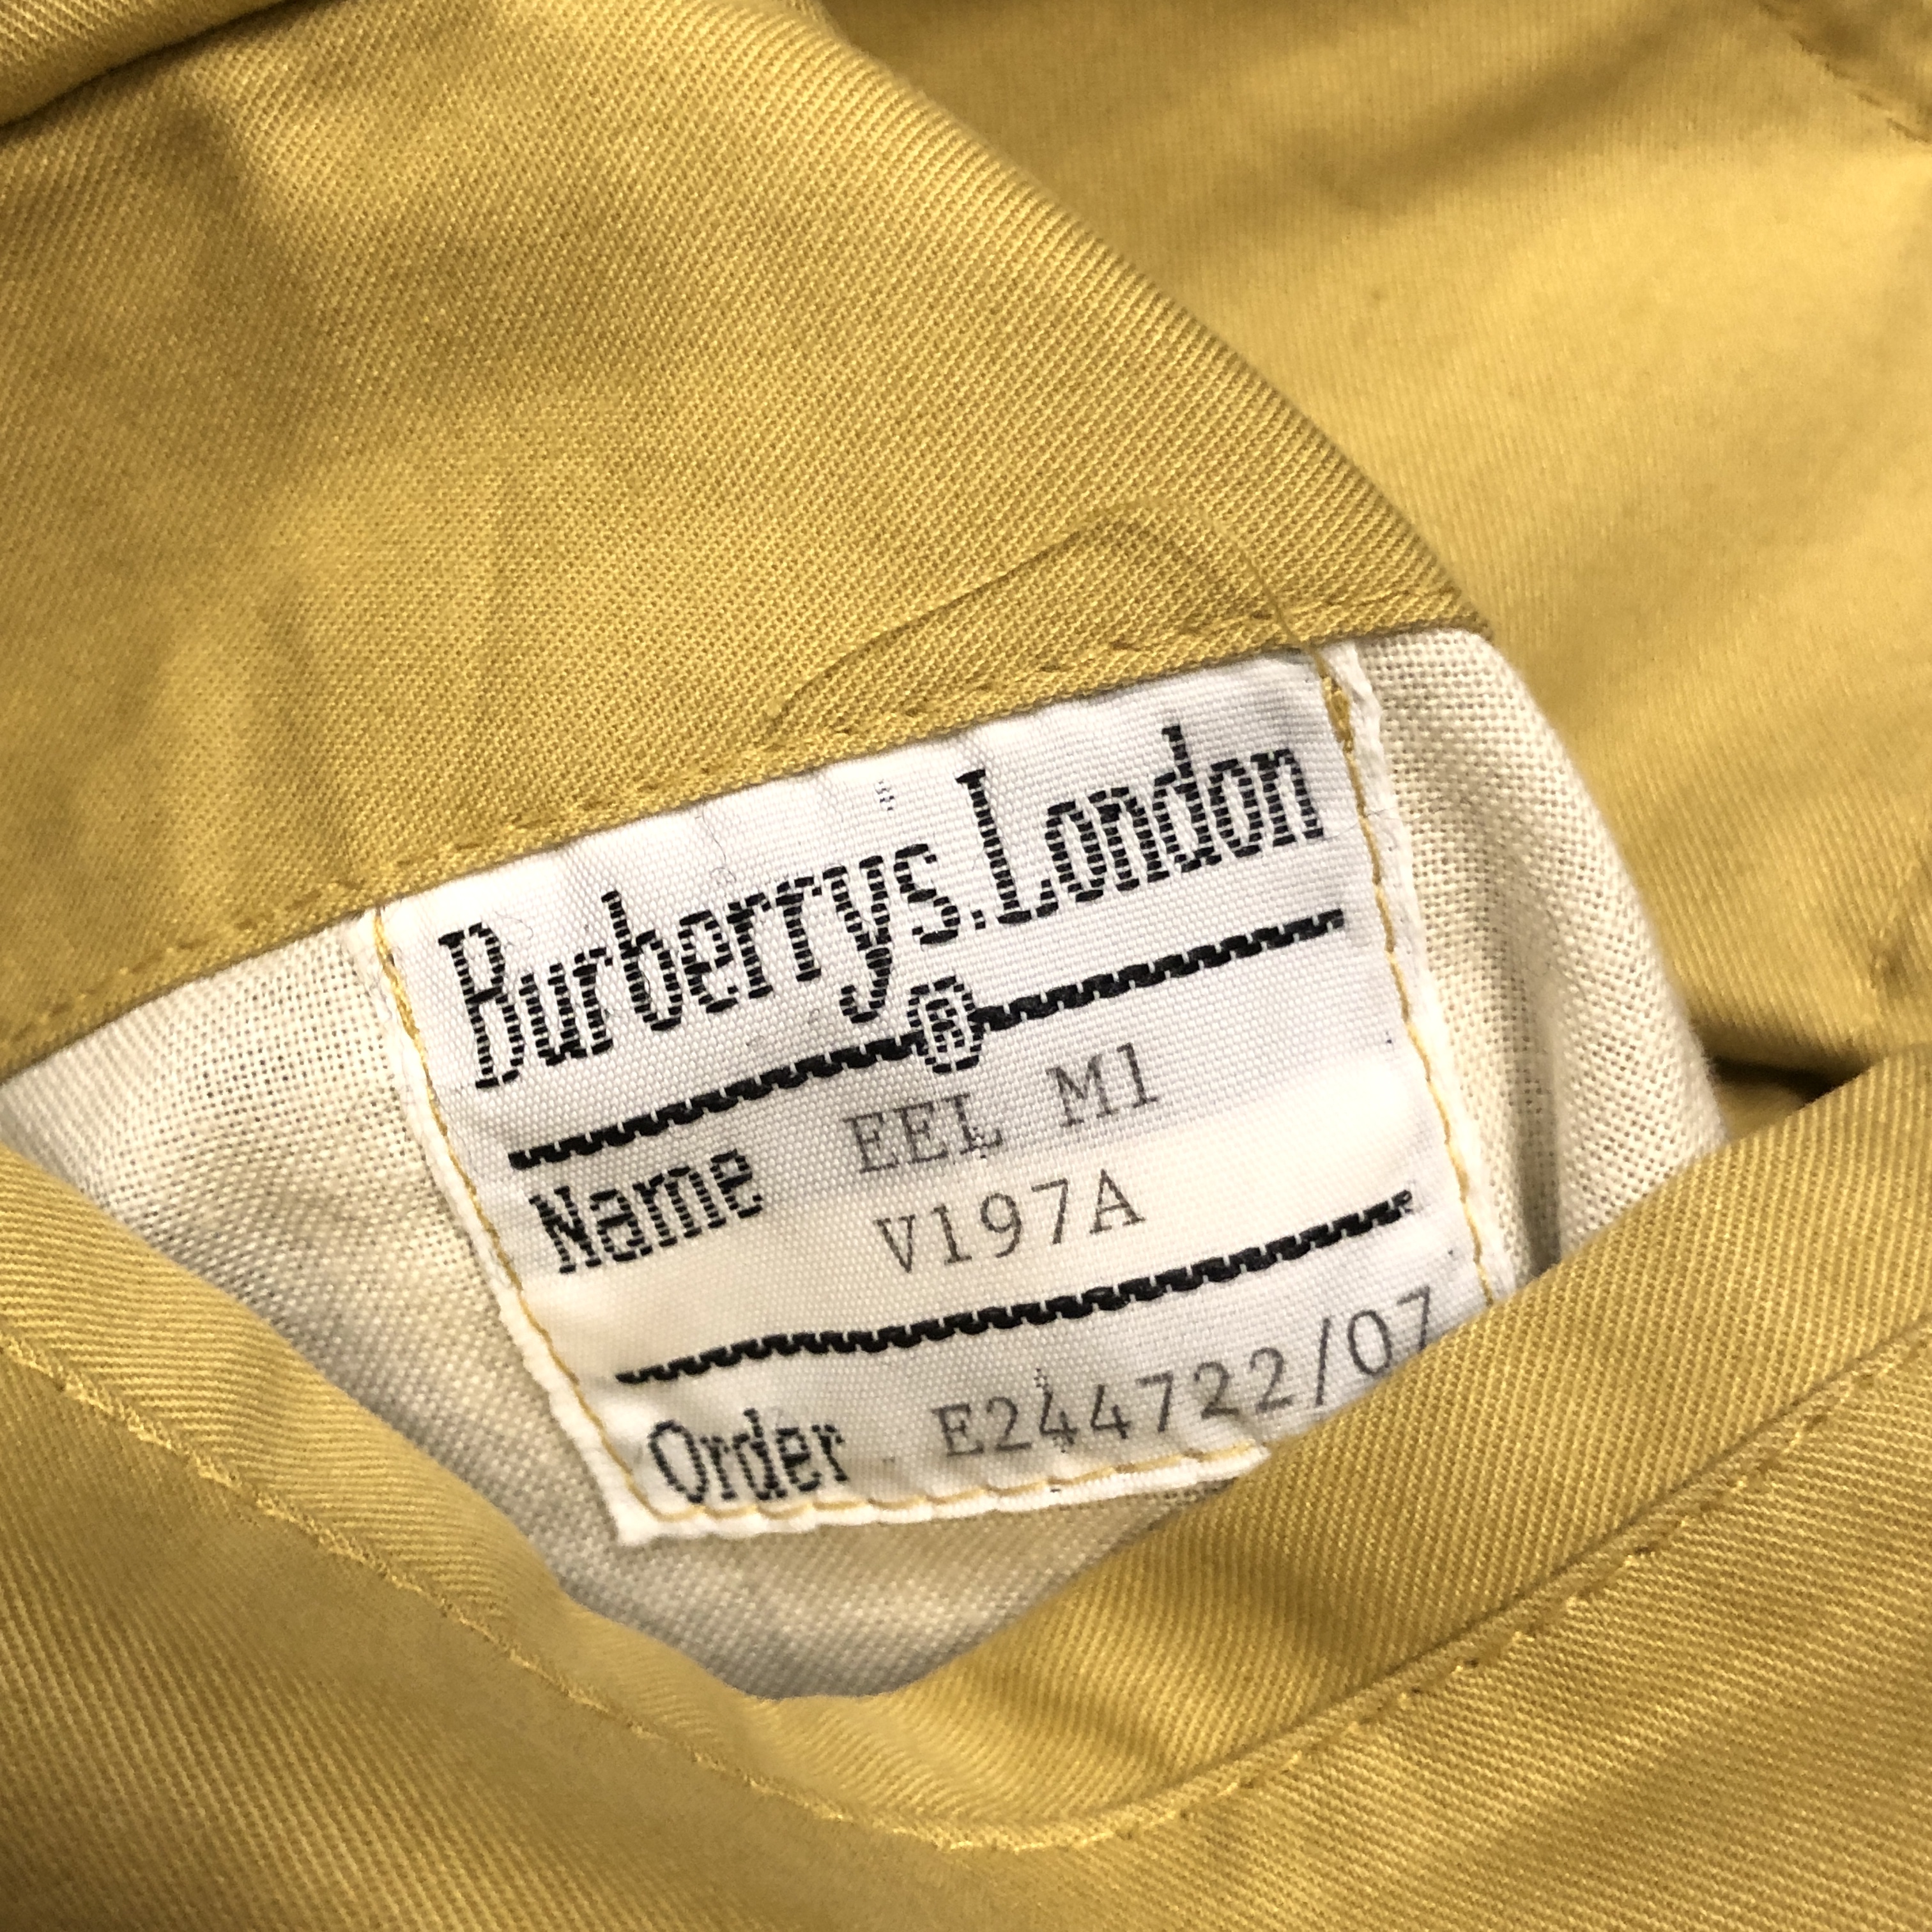 Burberrys.London
®
Name EEL M1
V197A
Order E244722/07